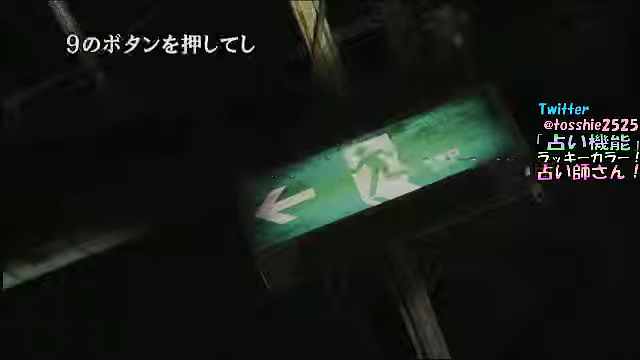 9のボタンを押してし
Twitter
@tosshie2525
「占い機能」
ラッキーカラー!
占い師さん!